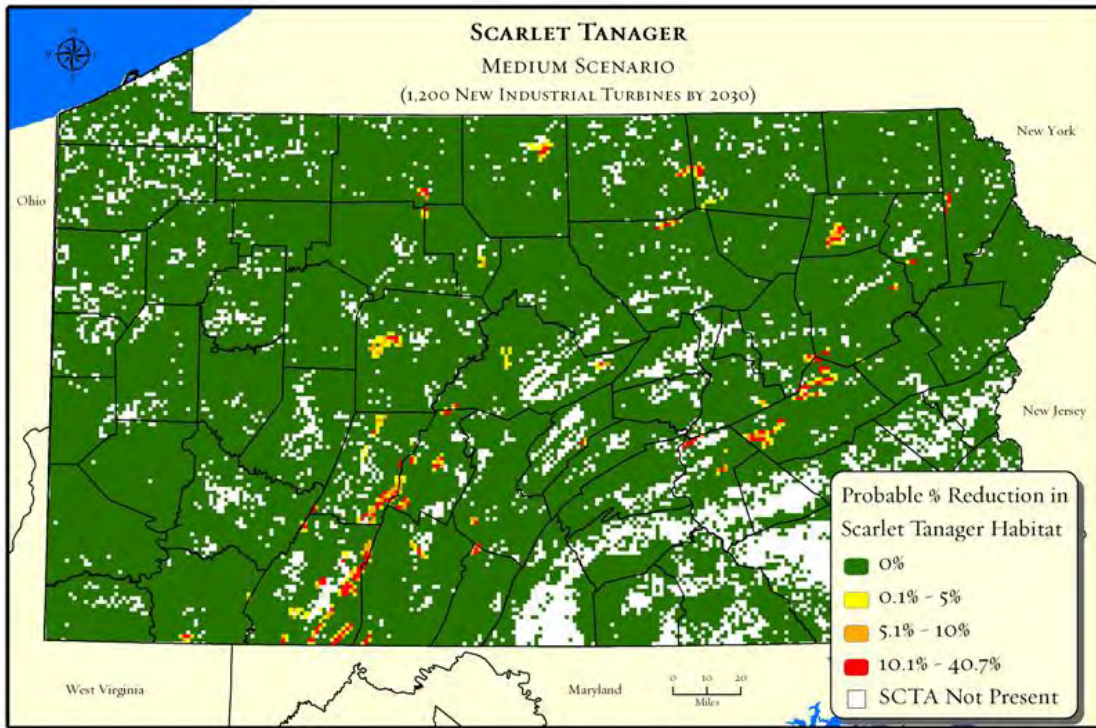 Scarlet Tanager
Medium Scenario
(1,200 New Industrial Turbines by 2030)
New York
Ohio
New Jersey
Probable % Reduction in
Scarlet Tanager Habitat
0%
0.1% - 5%
5.1% - 10%
10.1% - 40.7%
SCTA Not Present
West Virginia
Maryland
0 10 20
Miles